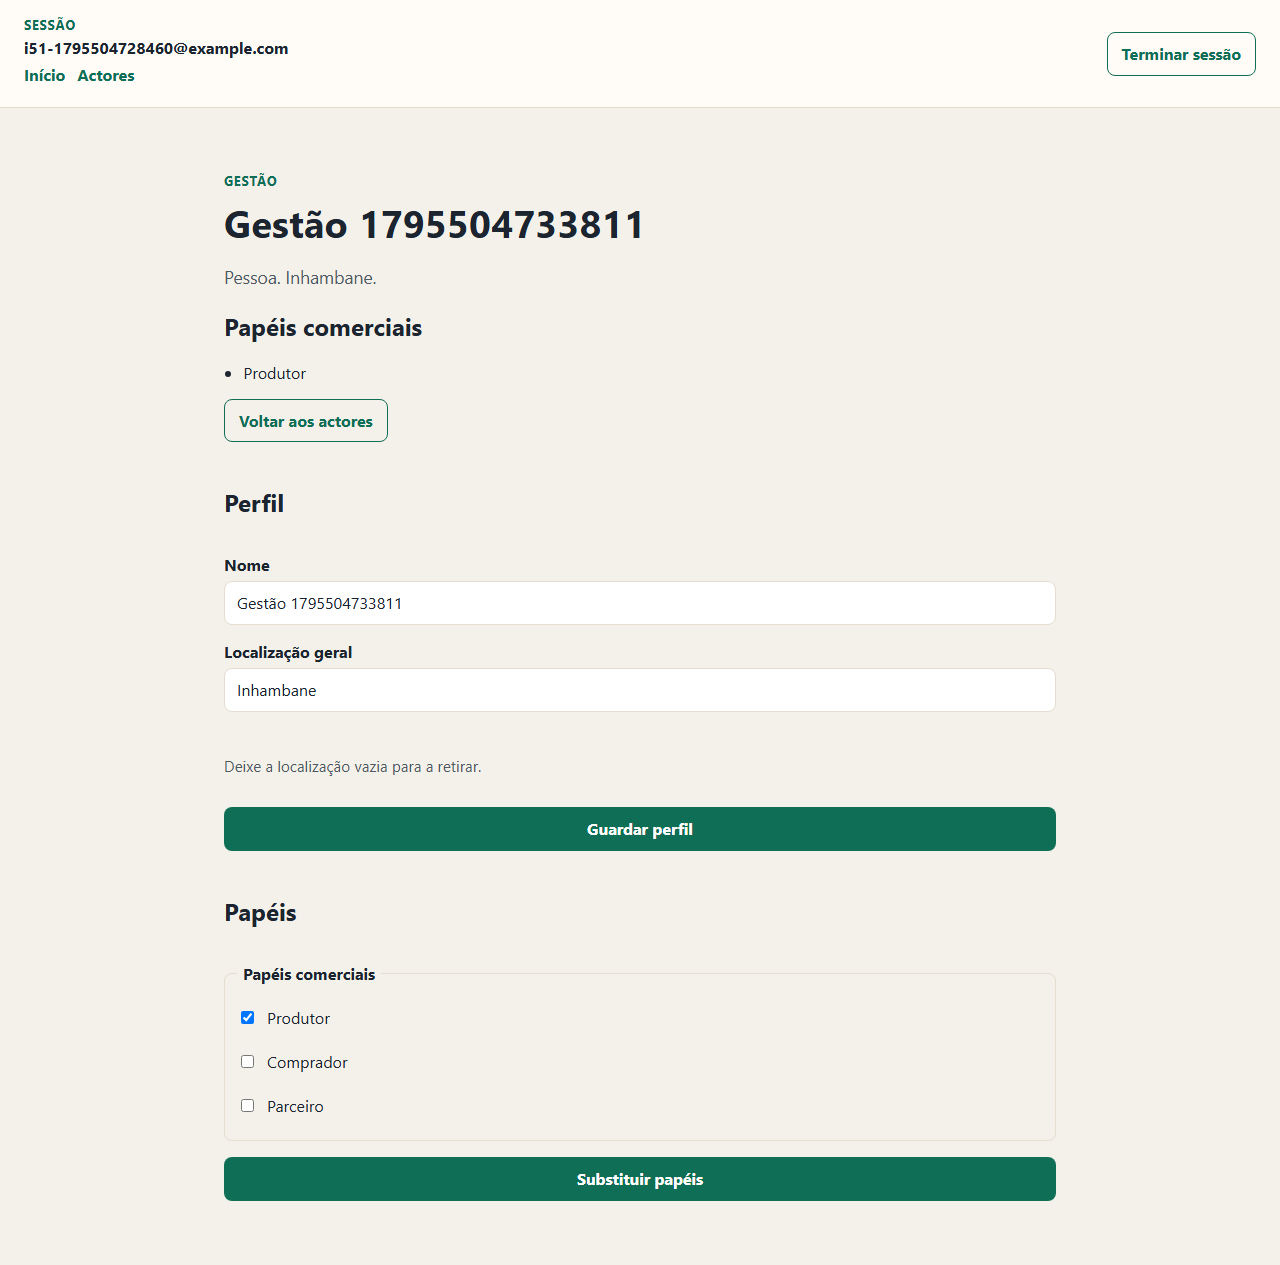 SESSÃO
i51-1795504728460@example.com
Início Actores
Terminar sessão
GESTÃO
Gestão 1795504733811
Pessoa. Inhambane.
Papéis comerciais
Produtor
Voltar aos actores
Perfil
Nome
Gestão 1795504733811
Localização geral
Inhambane
Deixe a localização vazia para a retirar.
Guardar perfil
Papéis
Papéis comerciais
Produtor
Comprador
Parceiro
Substituir papéis